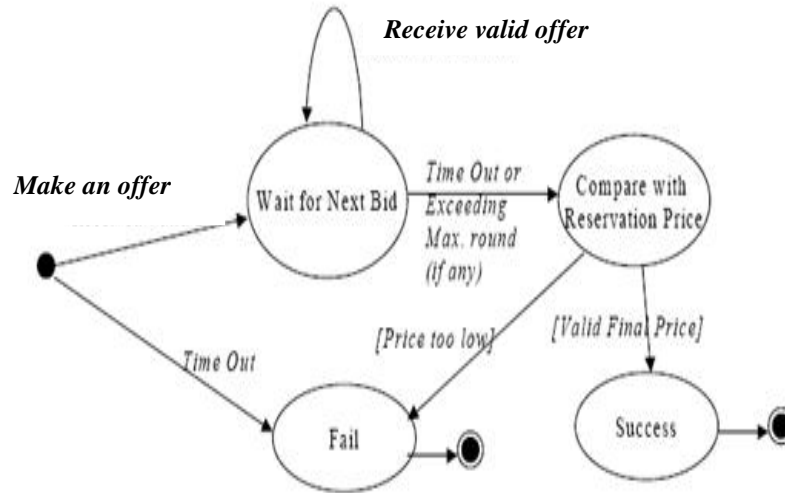 Receive valid offer
Make an offer
Wait for Next Bid
Time Out or
Exceeding
Max. round
(if any)
Compare with
Reservation Price
Time Out
[Price too low]
[Valid Final Price]
Fail
Success